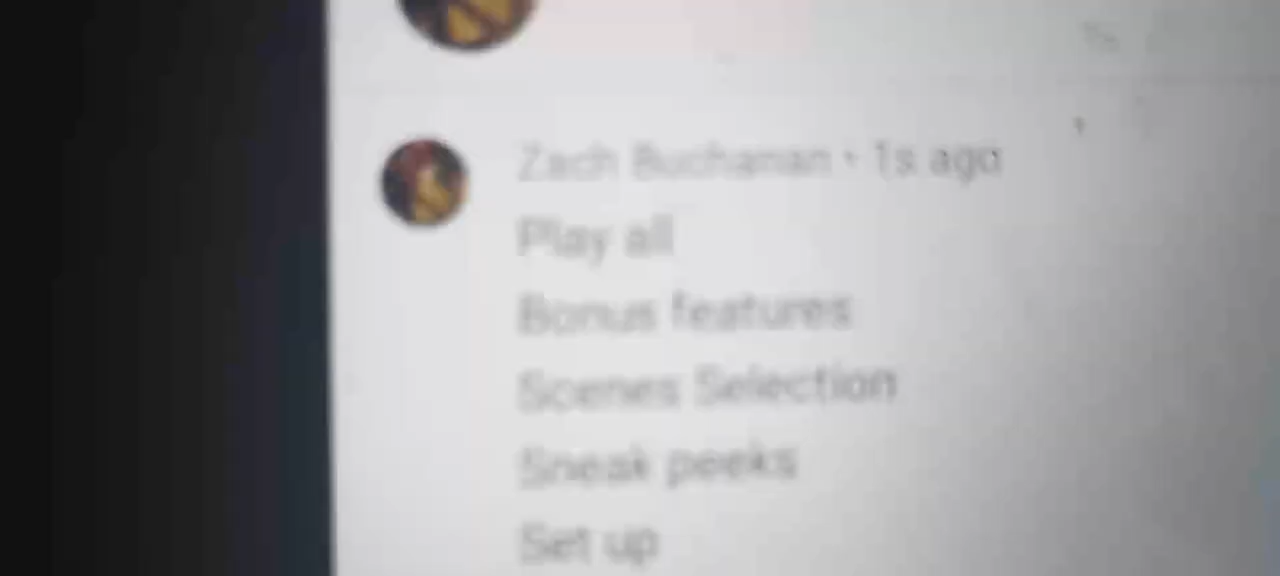 Zach Buchanan • 1s ago
Play all
Bonus features
Scenes Selection
Sneak peeks
Set up